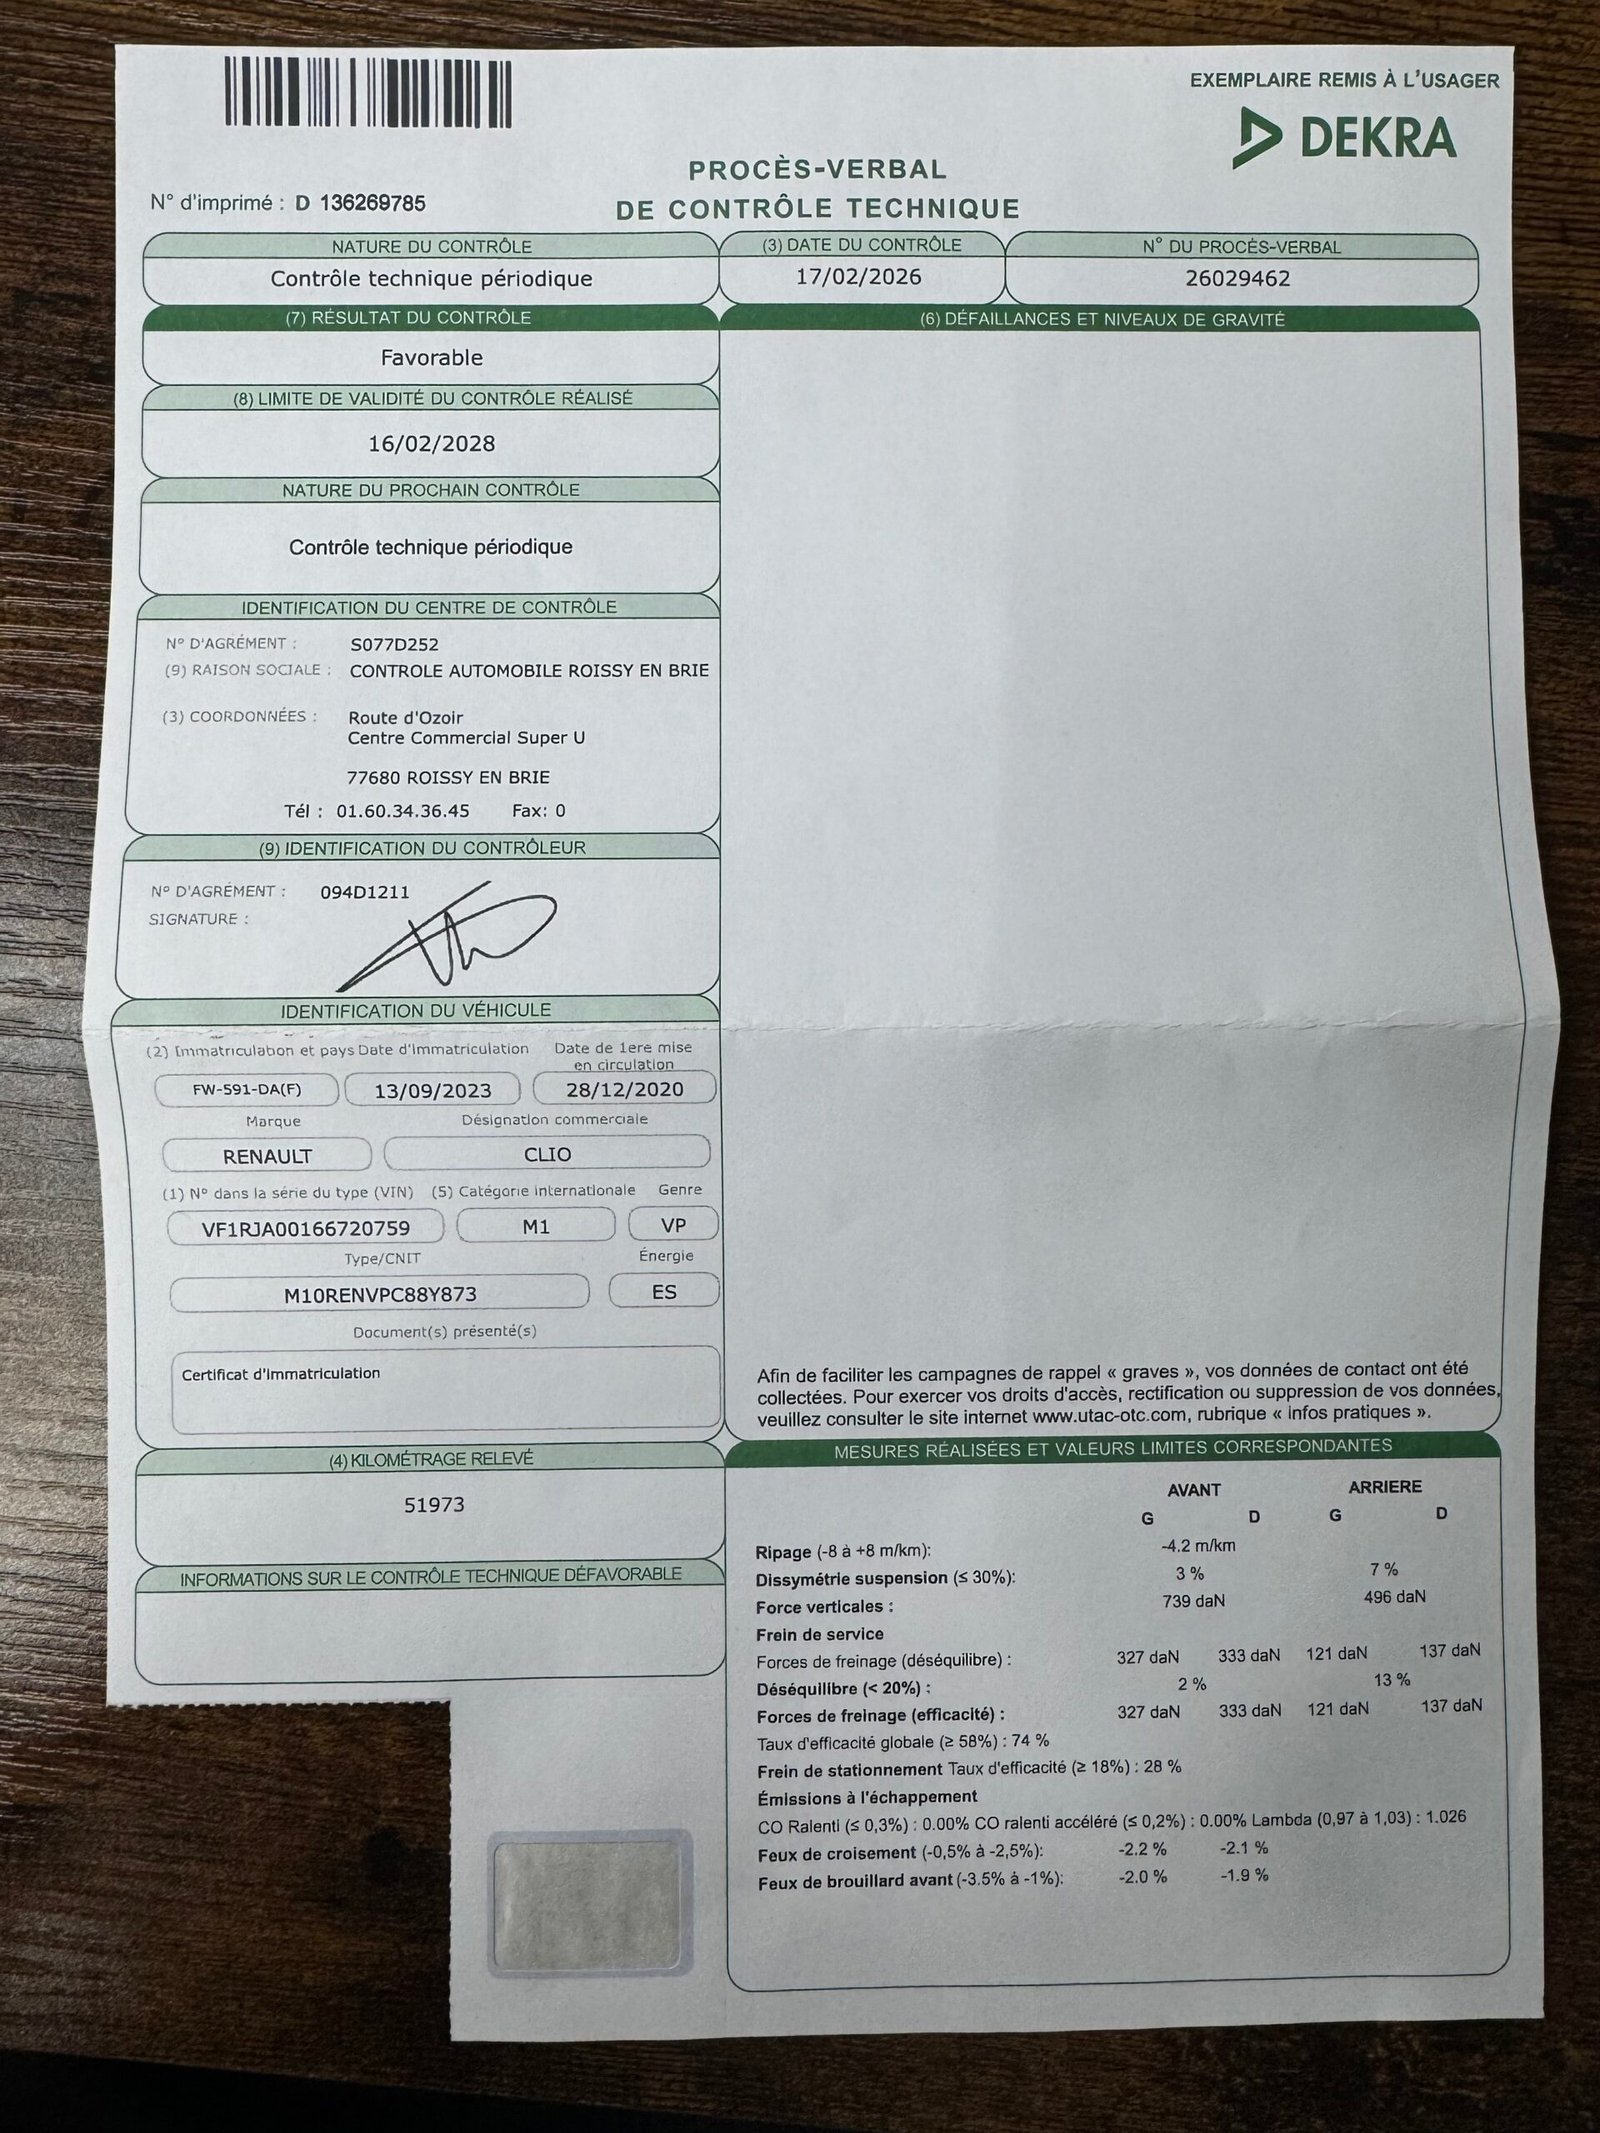 EXEMPLAIRE REMIS À L'USAGER
DEKRA
PROCÈS-VERBAL
DE CONTRÔLE TECHNIQUE
N° d'imprimé : D 136269785
NATURE DU CONTRÔLE
Contrôle technique périodique
(3) DATE DU CONTRÔLE
17/02/2026
N° DU PROCÈS-VERBAL
26029462
(7) RÉSULTAT DU CONTRÔLE
Favorable
(8) LIMITE DE VALIDITÉ DU CONTRÔLE RÉALISÉ
16/02/2028
NATURE DU PROCHAIN CONTRÔLE
Contrôle technique périodique
IDENTIFICATION DU CENTRE DE CONTRÔLE
N° D'AGRÉMENT : S077D252
(9) RAISON SOCIALE : CONTROLE AUTOMOBILE ROISSY EN BRIE
(3) COORDONNÉES : Route d'Ozoir
Centre Commercial Super U
77680 ROISSY EN BRIE
Tél : 01.60.34.36.45 Fax: 0
(9) IDENTIFICATION DU CONTRÔLEUR
N° D'AGRÉMENT : 094D1211
SIGNATURE :
IDENTIFICATION DU VÉHICULE
(2) Immatriculation et pays Date d'immatriculation Date de 1ere mise
en circulation
FW-591-DA(F) 13/09/2023 28/12/2020
Marque Désignation commerciale
RENAULT CLIO
(1) N° dans la série du type (VIN) (5) Catégorie internationale Genre
VF1RJA00166720759 M1 VP
Type/CNIT Énergie
M10RENVPC88Y873 ES
Document(s) présenté(s)
Certificat d'immatriculation
(4) KILOMÉTRAGE RELEVÉ
51973
INFORMATIONS SUR LE CONTRÔLE TECHNIQUE DÉFAVORABLE
(6) DÉFAILLANCES ET NIVEAUX DE GRAVITÉ
Afin de faciliter les campagnes de rappel « graves », vos données de contact ont été
collectées. Pour exercer vos droits d'accès, rectification ou suppression de vos données,
veuillez consulter le site internet www.utac-otc.com, rubrique « infos pratiques ».
MESURES RÉALISÉES ET VALEURS LIMITES CORRESPONDANTES
AVANT ARRIERE
G D G D
Ripage (-8 à +8 m/km): -4.2 m/km
Dissymétrie suspension (≤ 30%): 3 % 7 %
Force verticales : 739 daN 496 daN
Frein de service
Forces de freinage (déséquilibre) : 327 daN 333 daN 121 daN 137 daN
Déséquilibre (< 20%) : 2 % 13 %
Forces de freinage (efficacité) : 327 daN 333 daN 121 daN 137 daN
Taux d'efficacité globale (≥ 58%) : 74 %
Frein de stationnement Taux d'efficacité (≥ 18%) : 28 %
Émissions à l'échappement
CO Ralenti (≤ 0,3%) : 0.00% CO ralenti accéléré (≤ 0,2%) : 0.00% Lambda (0,97 à 1,03) : 1.026
Feux de croisement (-0,5% à -2,5%): -2.2 % -2.1 %
Feux de brouillard avant (-3.5% à -1%): -2.0 % -1.9 %